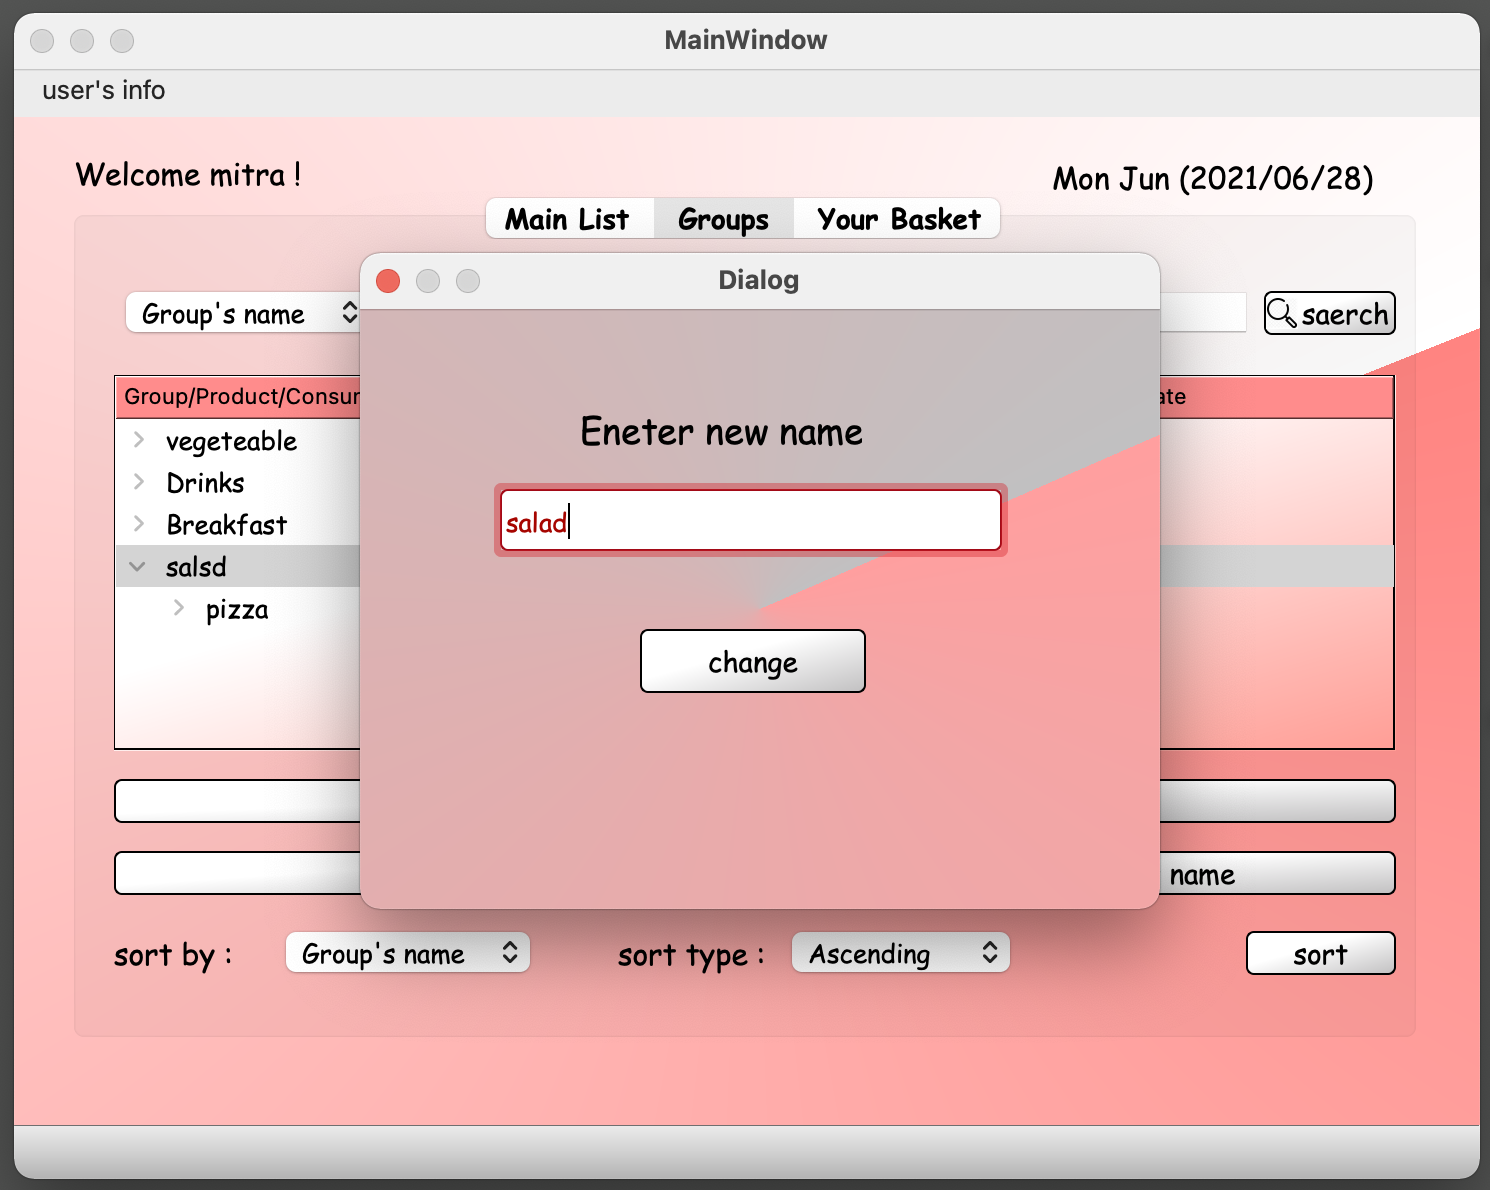 MainWindow
user's info
Welcome mitra !
Mon Jun (2021/06/28)
Main List Groups Your Basket
Dialog
Group's name
saerch
Group/Product/Consu
vegeteable
Drinks
Breakfast
salsd
pizza
Eneter new name
salad
change
name
sort by : Group's name sort type : Ascending sort